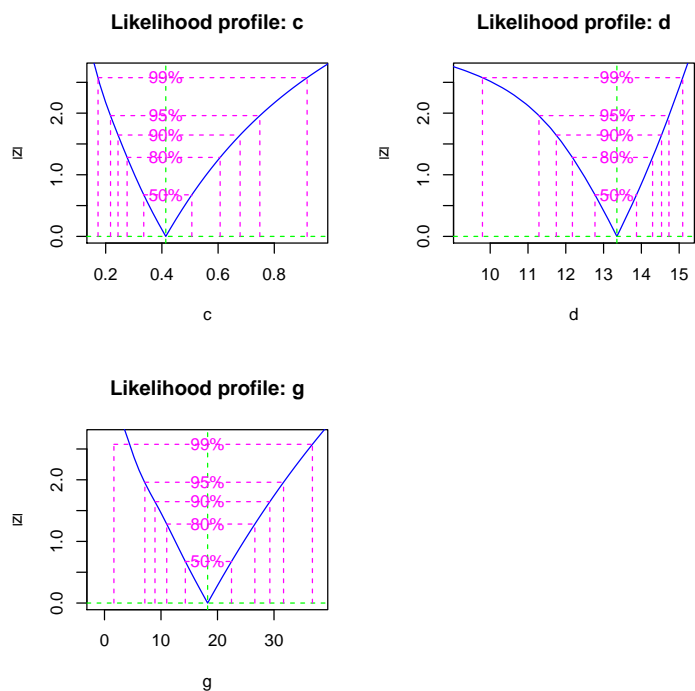 Likelihood profile: c
99%
95%
90%
80%
50%
|z|
0.0 1.0 2.0
0.2 0.4 0.6 0.8
c
Likelihood profile: d
99%
95%
90%
80%
50%
|z|
0.0 1.0 2.0
10 11 12 13 14 15
d
Likelihood profile: g
99%
95%
90%
80%
50%
|z|
0.0 1.0 2.0
0 10 20 30
g